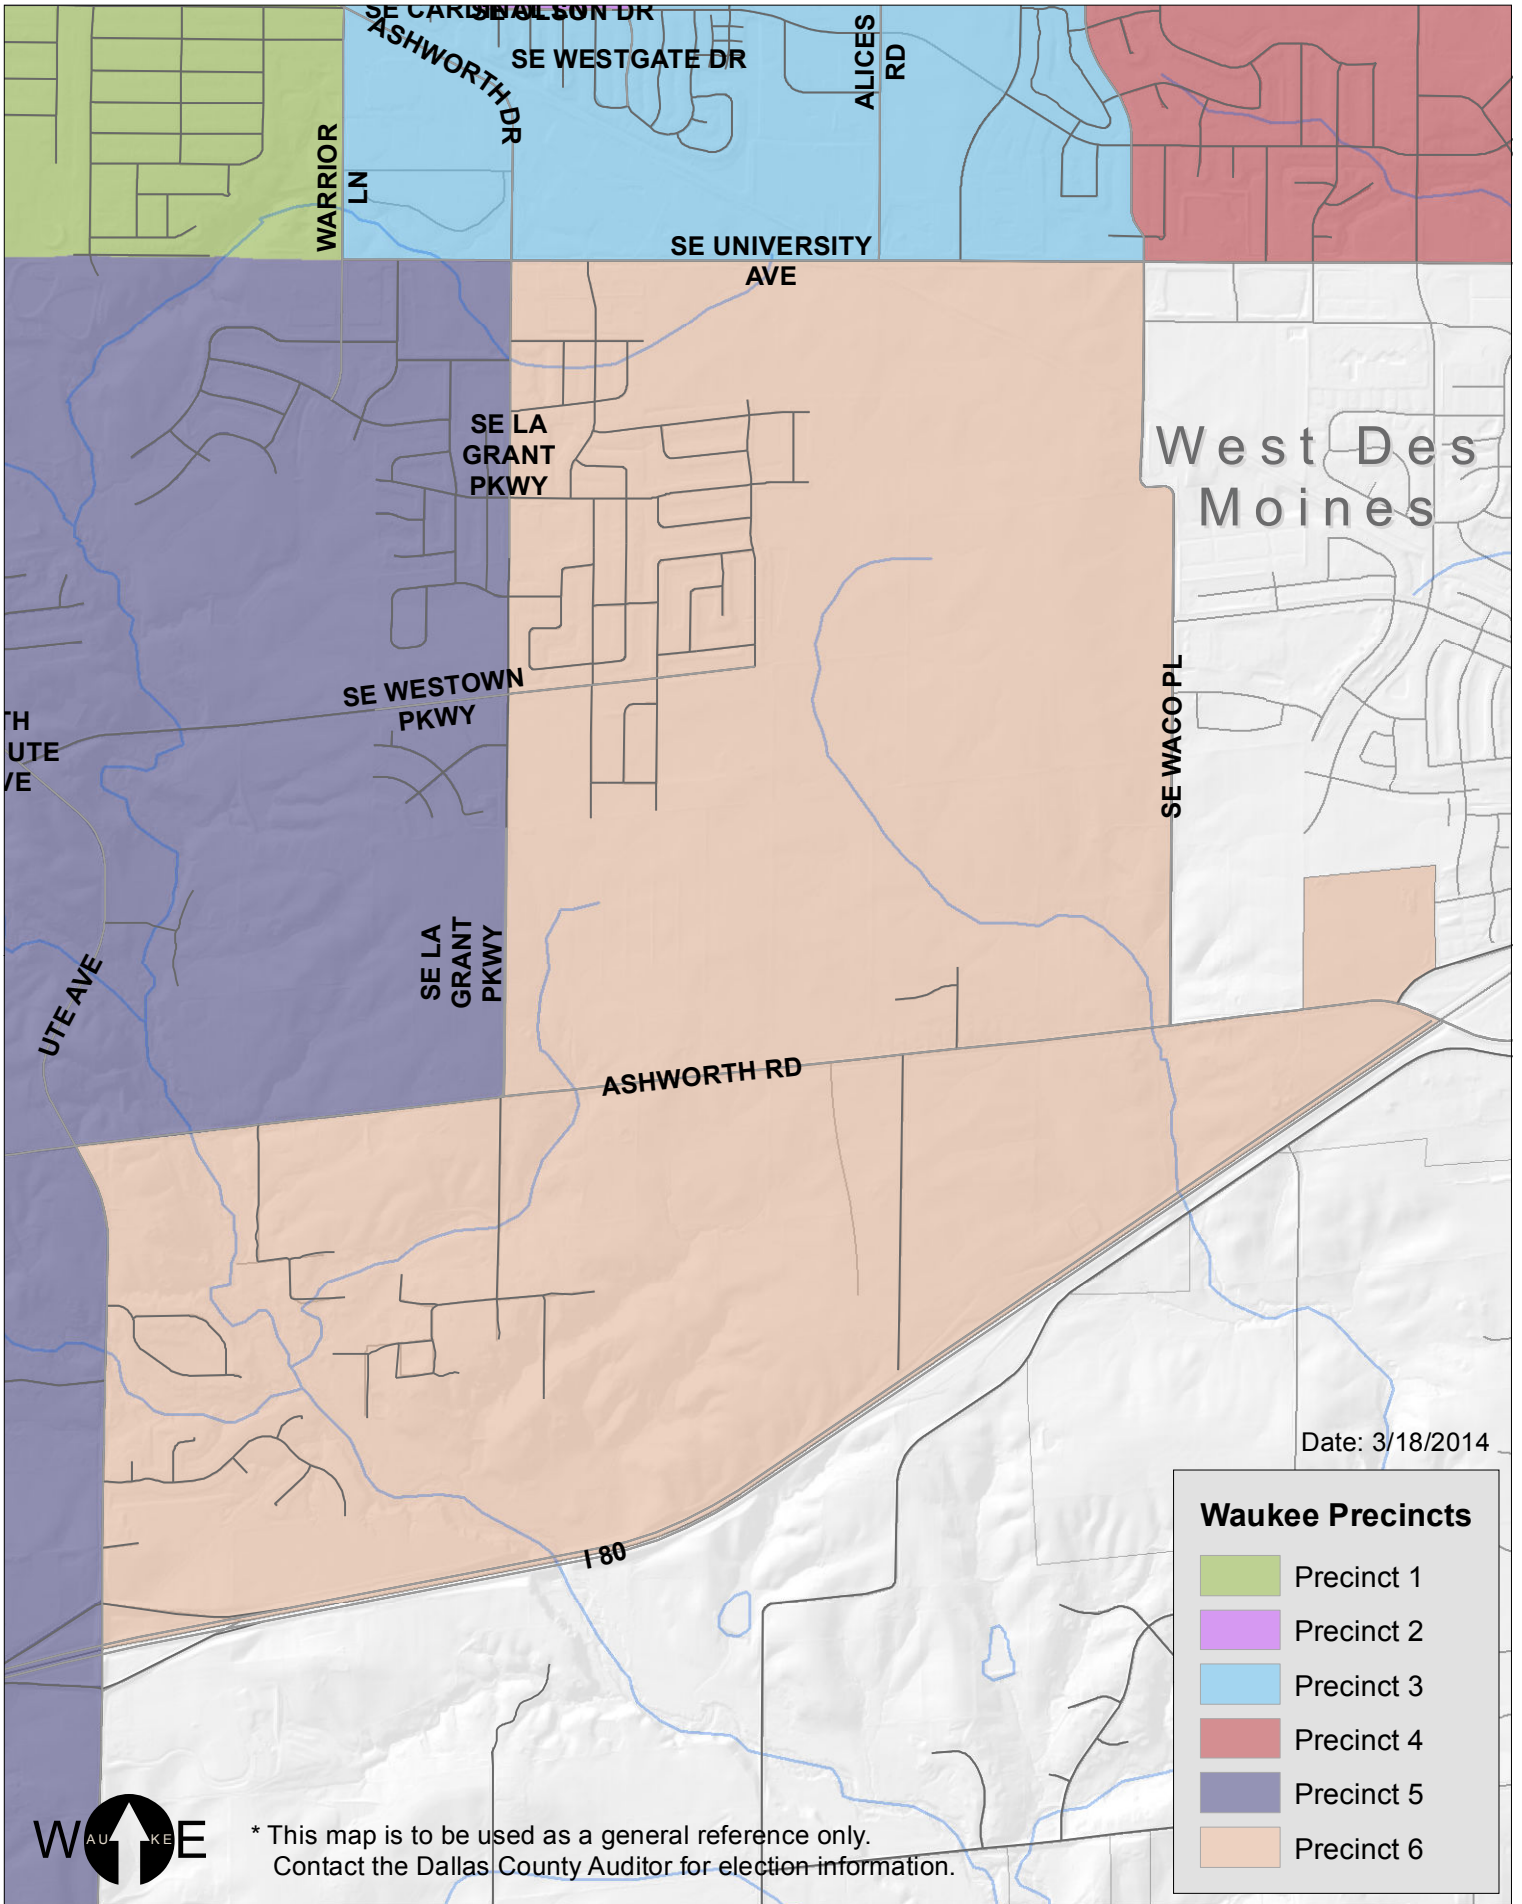 ASHWORTH DR
SE WESTGATE DR
ALICES
RD
WARRIOR
LN
SE UNIVERSITY
AVE
SE LA
GRANT
PKWY
West Des
Moines
SE WESTOWN
PKWY
TH
UTE
VE
SE WACO PL
SE LA
GRANT
PKWY
UTE AVE
ASHWORTH RD
I 80
Date: 3/18/2014
Waukee Precincts
Precinct 1
Precinct 2
Precinct 3
Precinct 4
Precinct 5
Precinct 6
WAUKEE
* This map is to be used as a general reference only.
Contact the Dallas County Auditor for election information.